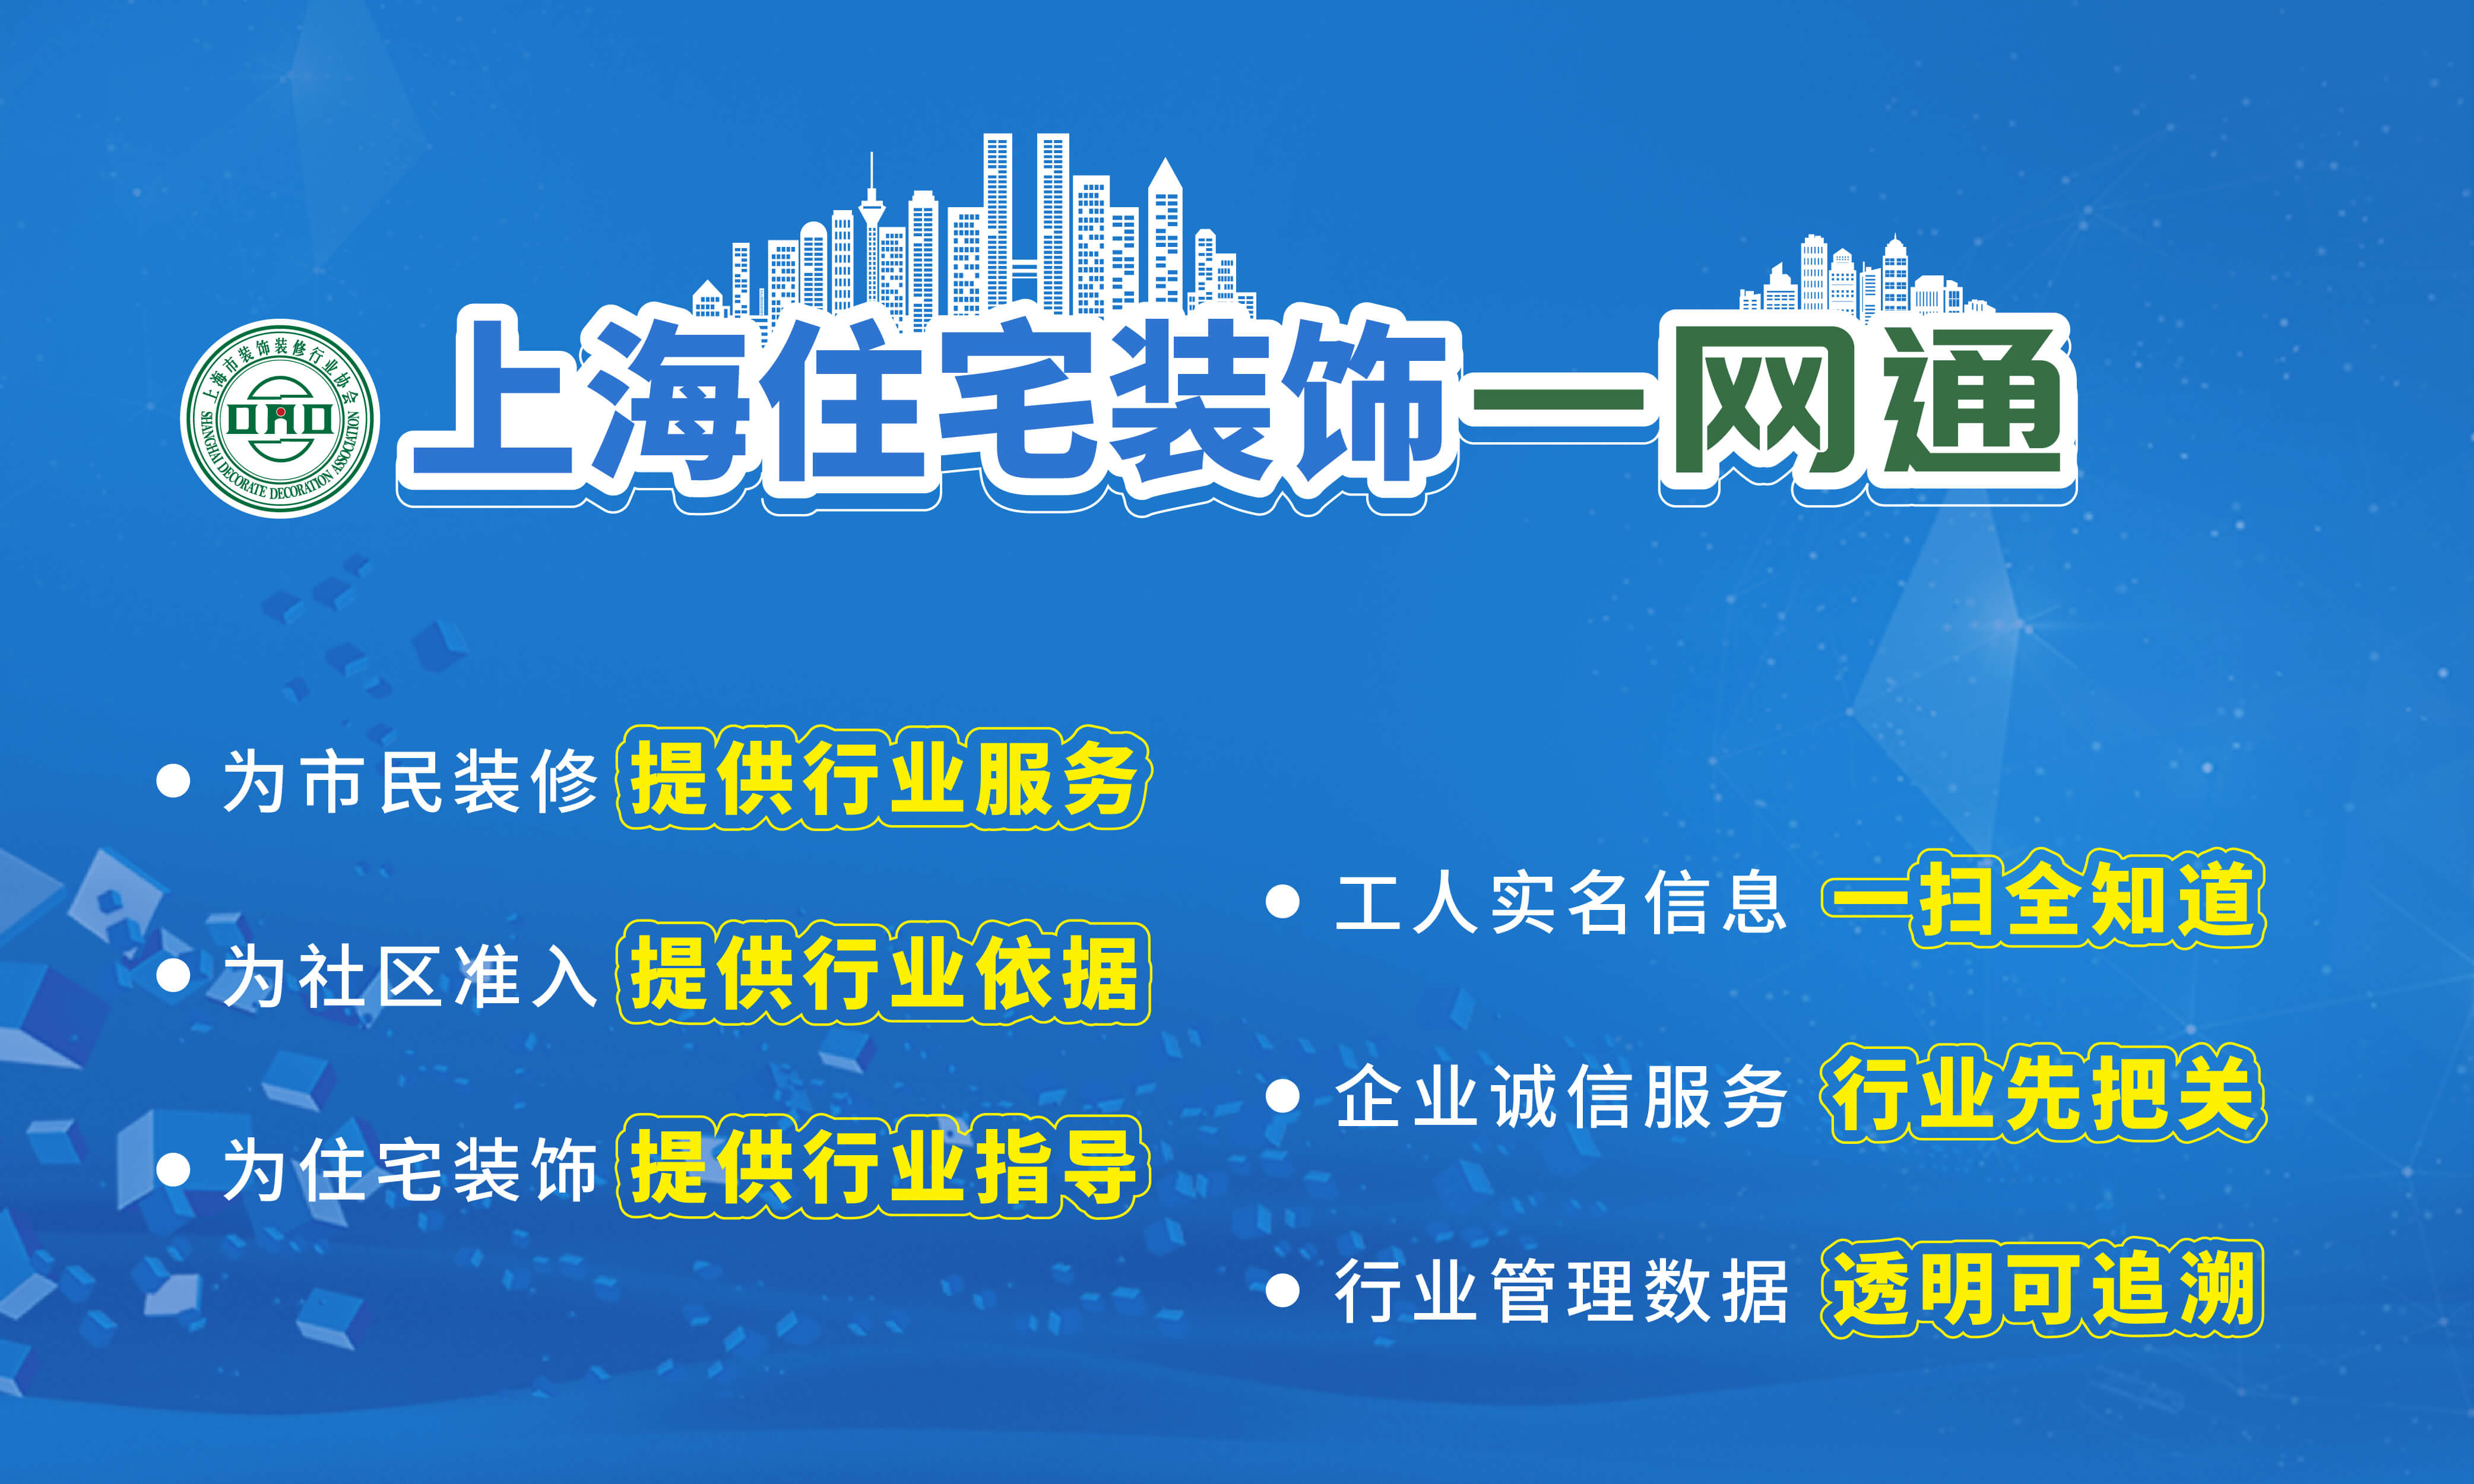 上海市装饰装修行业协会
SHANGHAI DECORATE DECORATION ASSOCIATION
上海住宅装饰一网通
为市民装修 提供行业服务
为社区准入 提供行业依据
为住宅装饰 提供行业指导
工人实名信息 一扫全知道
企业诚信服务 行业先把关
行业管理数据 透明可追溯